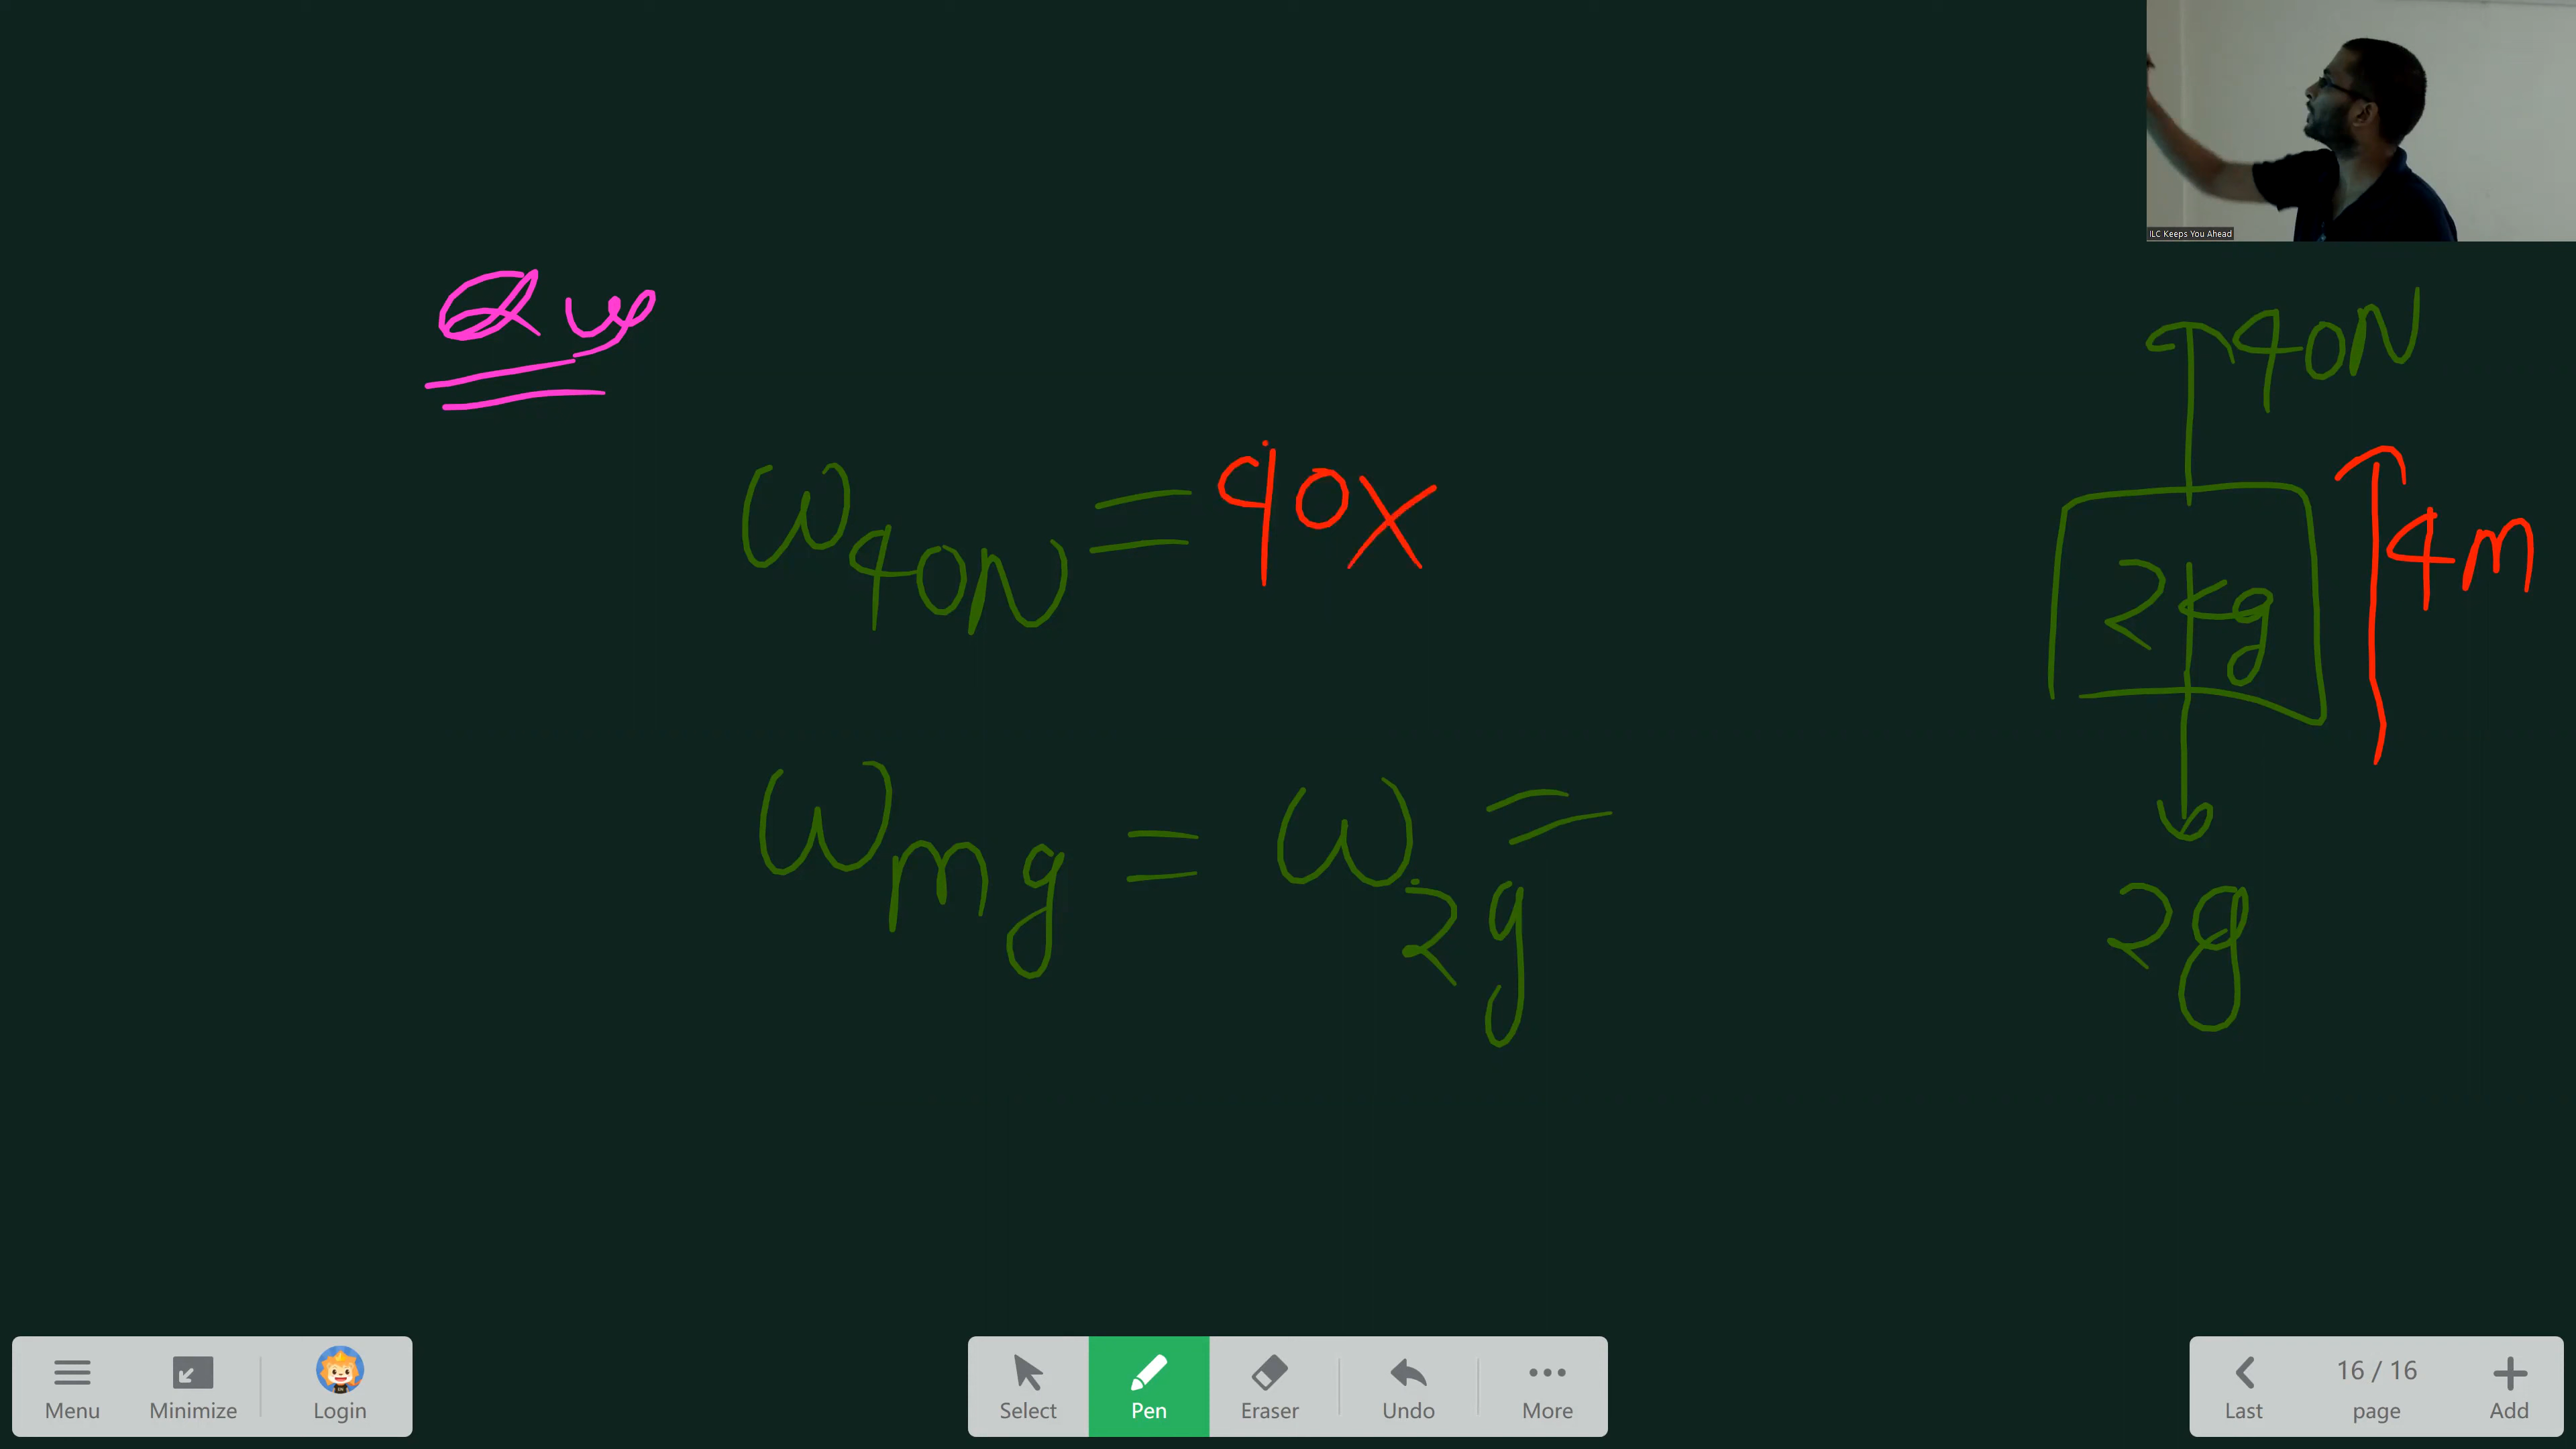 ILC Keeps You Ahead
Que
40N
W40N = 40x
4m
2kg
Wmg = W2g =
2g
Menu Minimize Login Select Pen Eraser Undo More Last 16 / 16 page Add